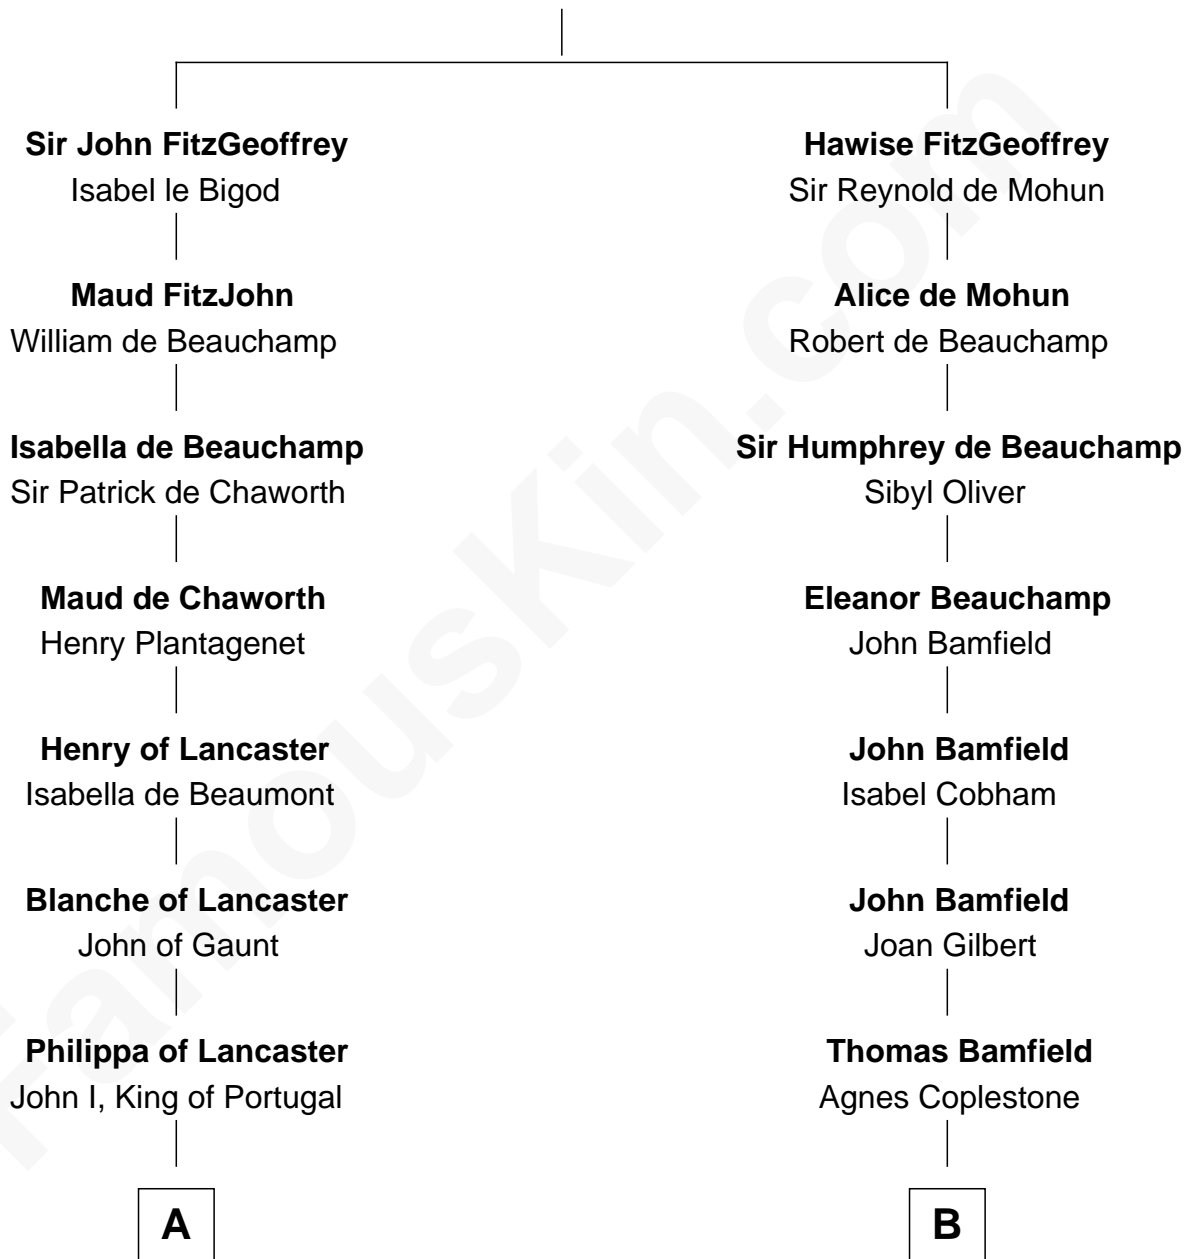 Sir John FitzGeoffrey
Isabel le Bigod
Maud FitzJohn
William de Beauchamp
Isabella de Beauchamp
Sir Patrick de Chaworth
Maud de Chaworth
Henry Plantagenet
Henry of Lancaster
Isabella de Beaumont
Blanche of Lancaster
John of Gaunt
Philippa of Lancaster
John I, King of Portugal
A
Hawise FitzGeoffrey
Sir Reynold de Mohun
Alice de Mohun
Robert de Beauchamp
Sir Humphrey de Beauchamp
Sibyl Oliver
Eleanor Beauchamp
John Bamfield
John Bamfield
Isabel Cobham
John Bamfield
Joan Gilbert
Thomas Bamfield
Agnes Coplestone
B
FamousKin.com